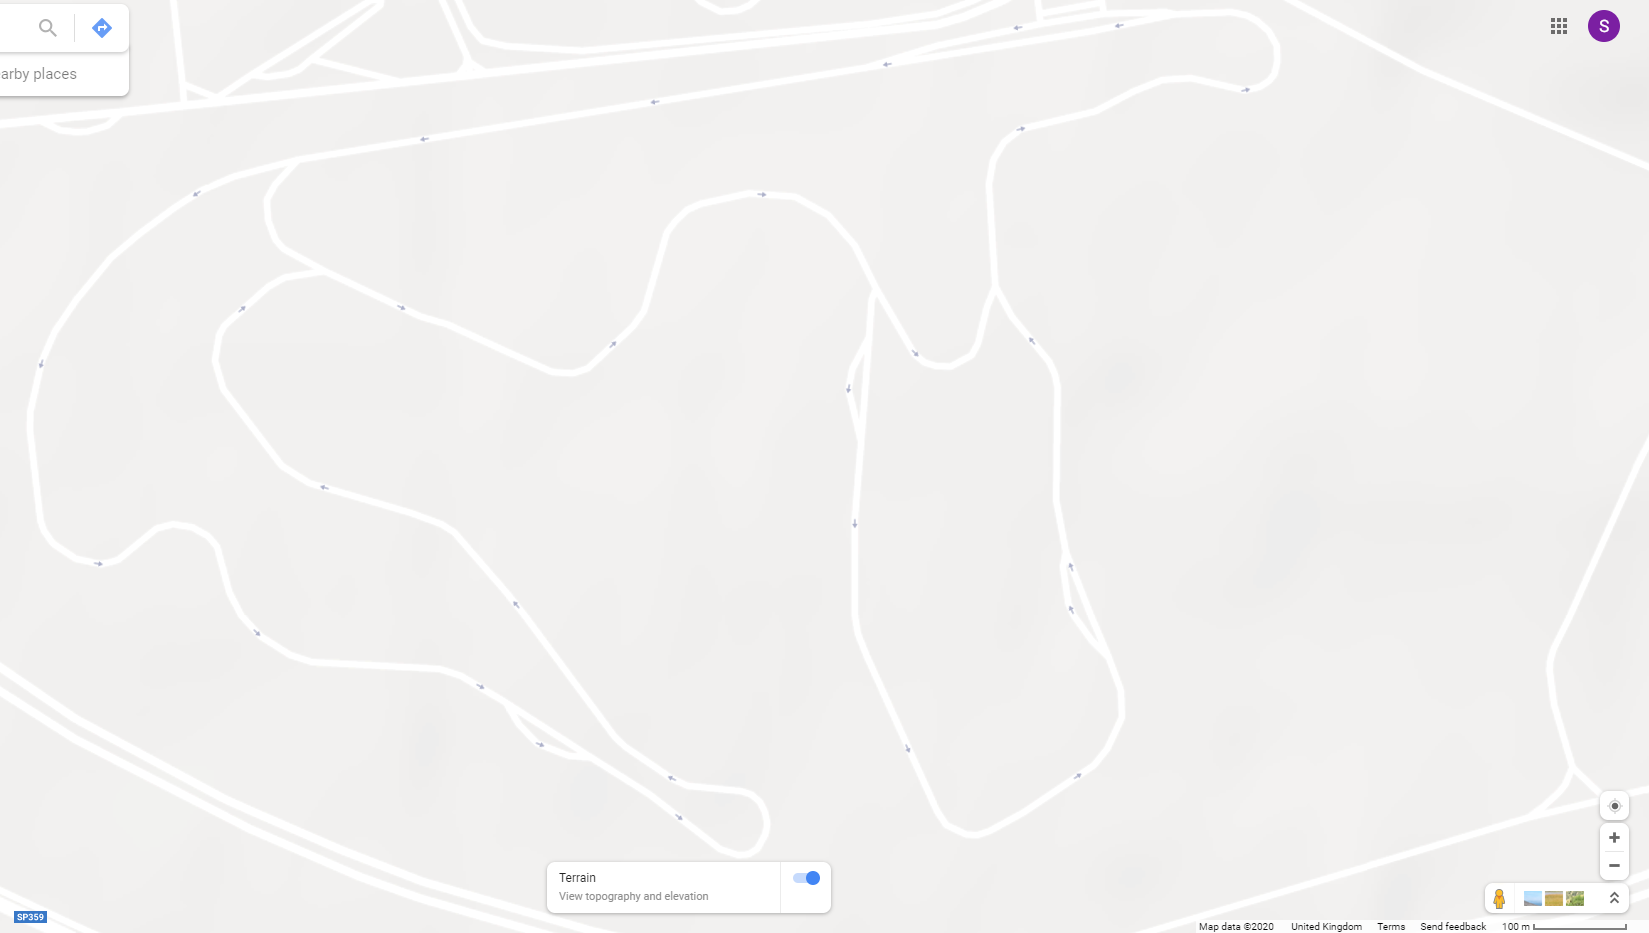 S
arby places
Terrain
View topography and elevation
SP359
Map data ©2020 United Kingdom Terms Send feedback 100 m